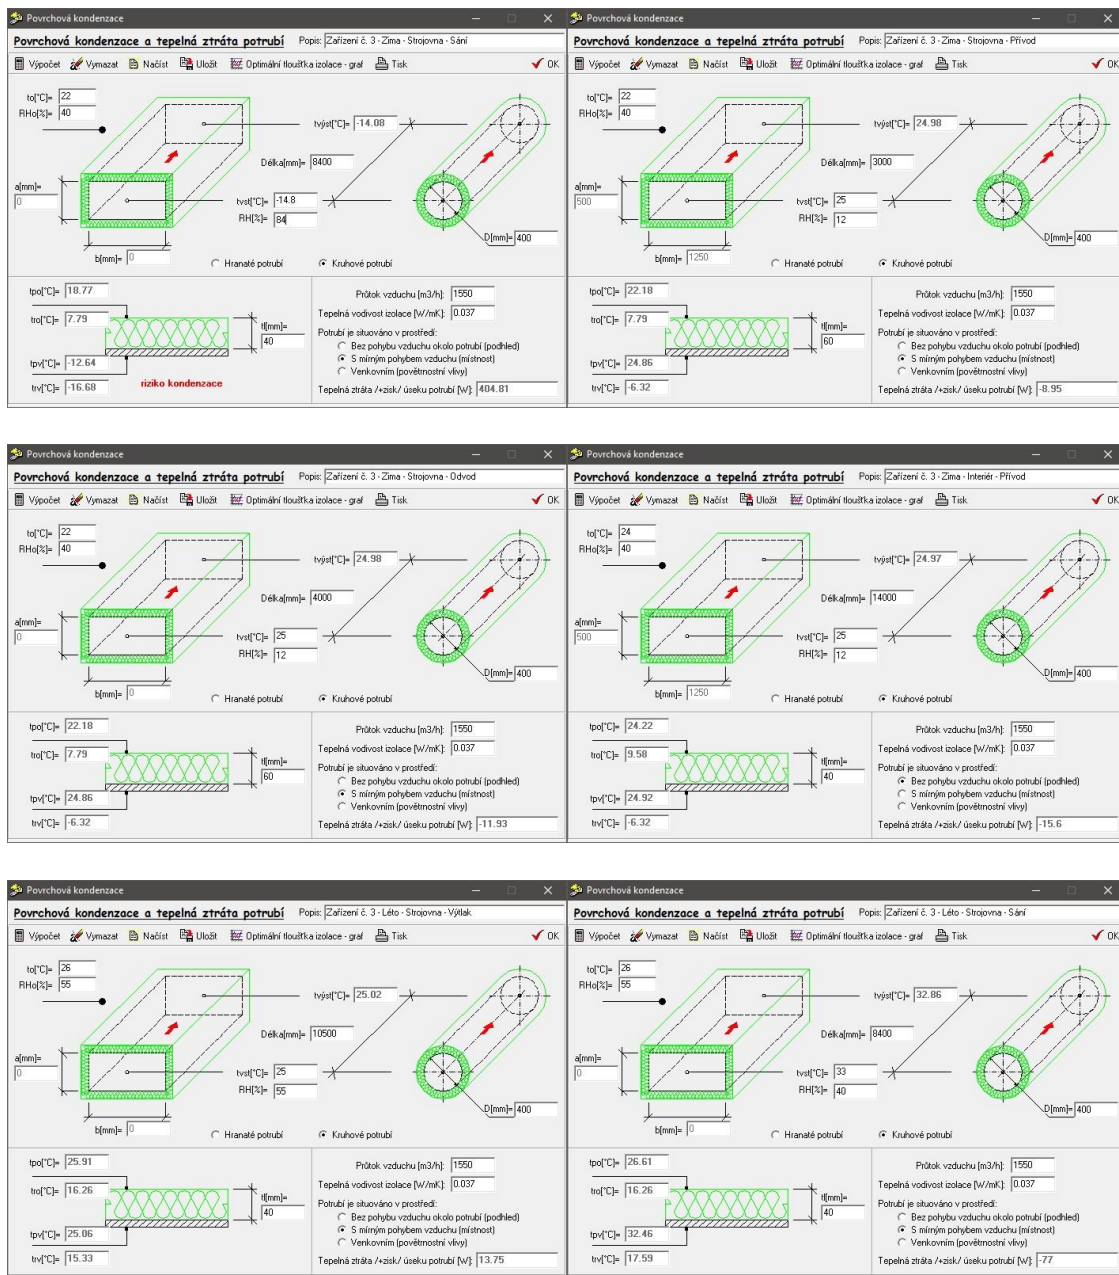 Povrchová kondenzace
Povrchová kondenzace a tepelná ztráta potrubí Popis: Zařízení č. 3 - Zima - Strojovna - Sání
Výpočet Vymazat Načíst Uložit Optimální tloušťka izolace - graf Tisk OK
to[°C]= 22
RHo[%]= 40
tvýst[°C]= -14.08
Délka[mm]= 8400
a[mm]= 0
tvst[°C]= -14.8
RH[%]= 84
D[mm]= 400
b[mm]= 0
Hranaté potrubí Kruhové potrubí
tpo[°C]= 18.77
tro[°C]= 7.79
tl[mm]= 40
tpv[°C]= -12.64
trv[°C]= -16.68
riziko kondenzace
Průtok vzduchu [m3/h]: 1550
Tepelná vodivost izolace [W/mK]: 0.037
Potrubí je situováno v prostředí:
Bez pohybu vzduchu okolo potrubí (podhled)
S mírným pohybem vzduchu (místnost)
Venkovním (povětrnostní vlivy)
Tepelná ztráta /+zisk/ úseku potrubí [W]: 404.81
Povrchová kondenzace
Povrchová kondenzace a tepelná ztráta potrubí Popis: Zařízení č. 3 - Zima - Strojovna - Přívod
Výpočet Vymazat Načíst Uložit Optimální tloušťka izolace - graf Tisk OK
to[°C]= 22
RHo[%]= 40
tvýst[°C]= 24.98
Délka[mm]= 3000
a[mm]= 500
tvst[°C]= 25
RH[%]= 12
D[mm]= 400
b[mm]= 1250
Hranaté potrubí Kruhové potrubí
tpo[°C]= 22.18
tro[°C]= 7.79
tl[mm]= 60
tpv[°C]= 24.86
trv[°C]= -6.32
Průtok vzduchu [m3/h]: 1550
Tepelná vodivost izolace [W/mK]: 0.037
Potrubí je situováno v prostředí:
Bez pohybu vzduchu okolo potrubí (podhled)
S mírným pohybem vzduchu (místnost)
Venkovním (povětrnostní vlivy)
Tepelná ztráta /+zisk/ úseku potrubí [W]: -8.95
Povrchová kondenzace
Povrchová kondenzace a tepelná ztráta potrubí Popis: Zařízení č. 3 - Zima - Strojovna - Odvod
Výpočet Vymazat Načíst Uložit Optimální tloušťka izolace - graf Tisk OK
to[°C]= 22
RHo[%]= 40
tvýst[°C]= 24.98
Délka[mm]= 4000
a[mm]= 0
tvst[°C]= 25
RH[%]= 12
D[mm]= 400
b[mm]= 0
Hranaté potrubí Kruhové potrubí
tpo[°C]= 22.18
tro[°C]= 7.79
tl[mm]= 60
tpv[°C]= 24.86
trv[°C]= -6.32
Průtok vzduchu [m3/h]: 1550
Tepelná vodivost izolace [W/mK]: 0.037
Potrubí je situováno v prostředí:
Bez pohybu vzduchu okolo potrubí (podhled)
S mírným pohybem vzduchu (místnost)
Venkovním (povětrnostní vlivy)
Tepelná ztráta /+zisk/ úseku potrubí [W]: -11.93
Povrchová kondenzace
Povrchová kondenzace a tepelná ztráta potrubí Popis: Zařízení č. 3 - Zima - Interiér - Přívod
Výpočet Vymazat Načíst Uložit Optimální tloušťka izolace - graf Tisk OK
to[°C]= 24
RHo[%]= 40
tvýst[°C]= 24.97
Délka[mm]= 14000
a[mm]= 500
tvst[°C]= 25
RH[%]= 12
D[mm]= 400
b[mm]= 1250
Hranaté potrubí Kruhové potrubí
tpo[°C]= 24.22
tro[°C]= 9.58
tl[mm]= 40
tpv[°C]= 24.92
trv[°C]= -6.32
Průtok vzduchu [m3/h]: 1550
Tepelná vodivost izolace [W/mK]: 0.037
Potrubí je situováno v prostředí:
Bez pohybu vzduchu okolo potrubí (podhled)
S mírným pohybem vzduchu (místnost)
Venkovním (povětrnostní vlivy)
Tepelná ztráta /+zisk/ úseku potrubí [W]: -15.6
Povrchová kondenzace
Povrchová kondenzace a tepelná ztráta potrubí Popis: Zařízení č. 3 - Léto - Strojovna - Výtlak
Výpočet Vymazat Načíst Uložit Optimální tloušťka izolace - graf Tisk OK
to[°C]= 26
RHo[%]= 55
tvýst[°C]= 25.02
Délka[mm]= 10500
a[mm]= 0
tvst[°C]= 25
RH[%]= 55
D[mm]= 400
b[mm]= 0
Hranaté potrubí Kruhové potrubí
tpo[°C]= 25.91
tro[°C]= 16.26
tl[mm]= 40
tpv[°C]= 25.06
trv[°C]= 15.33
Průtok vzduchu [m3/h]: 1550
Tepelná vodivost izolace [W/mK]: 0.037
Potrubí je situováno v prostředí:
Bez pohybu vzduchu okolo potrubí (podhled)
S mírným pohybem vzduchu (místnost)
Venkovním (povětrnostní vlivy)
Tepelná ztráta /+zisk/ úseku potrubí [W]: 13.75
Povrchová kondenzace
Povrchová kondenzace a tepelná ztráta potrubí Popis: Zařízení č. 3 - Léto - Strojovna - Sání
Výpočet Vymazat Načíst Uložit Optimální tloušťka izolace - graf Tisk OK
to[°C]= 26
RHo[%]= 55
tvýst[°C]= 32.86
Délka[mm]= 8400
a[mm]= 0
tvst[°C]= 33
RH[%]= 40
D[mm]= 400
b[mm]= 0
Hranaté potrubí Kruhové potrubí
tpo[°C]= 26.61
tro[°C]= 16.26
tl[mm]= 40
tpv[°C]= 32.46
trv[°C]= 17.59
Průtok vzduchu [m3/h]: 1550
Tepelná vodivost izolace [W/mK]: 0.037
Potrubí je situováno v prostředí:
Bez pohybu vzduchu okolo potrubí (podhled)
S mírným pohybem vzduchu (místnost)
Venkovním (povětrnostní vlivy)
Tepelná ztráta /+zisk/ úseku potrubí [W]: -77